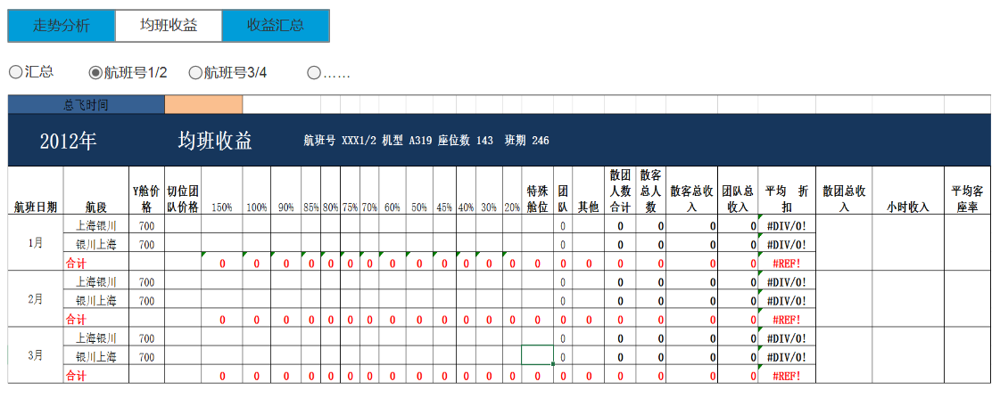 走势分析 均班收益 收益汇总
汇总 航班号1/2 航班号3/4 ……
总飞时间
2012年 均班收益 航班号 XXX1/2 机型 A319 座位数 143 班期 246
航班日期 航段 Y舱价格 切位团队价格 150% 100% 90% 85% 80% 75% 70% 60% 50% 45% 40% 30% 20% 特殊舱位 团队 其他 散团人数合计 散客总人数 散客总收入 团队总收入 平均 折扣 散团总收入 小时收入 平均客座率
1月
上海银川 700 0 0 0 0 0 #DIV/0!
银川上海 700 0 0 0 0 0 #DIV/0!
合计 0 0 0 0 0 0 0 0 0 0 0 0 0 0 0 0 0 0 0 0 #REF!
2月
上海银川 700 0 0 0 0 0 #DIV/0!
银川上海 700 0 0 0 0 0 #DIV/0!
合计 0 0 0 0 0 0 0 0 0 0 0 0 0 0 0 0 0 0 0 0 #REF!
3月
上海银川 700 0 0 0 0 0 #DIV/0!
银川上海 700 0 0 0 0 0 #DIV/0!
合计 0 0 0 0 0 0 0 0 0 0 0 0 0 0 0 0 0 0 0 0 #REF!